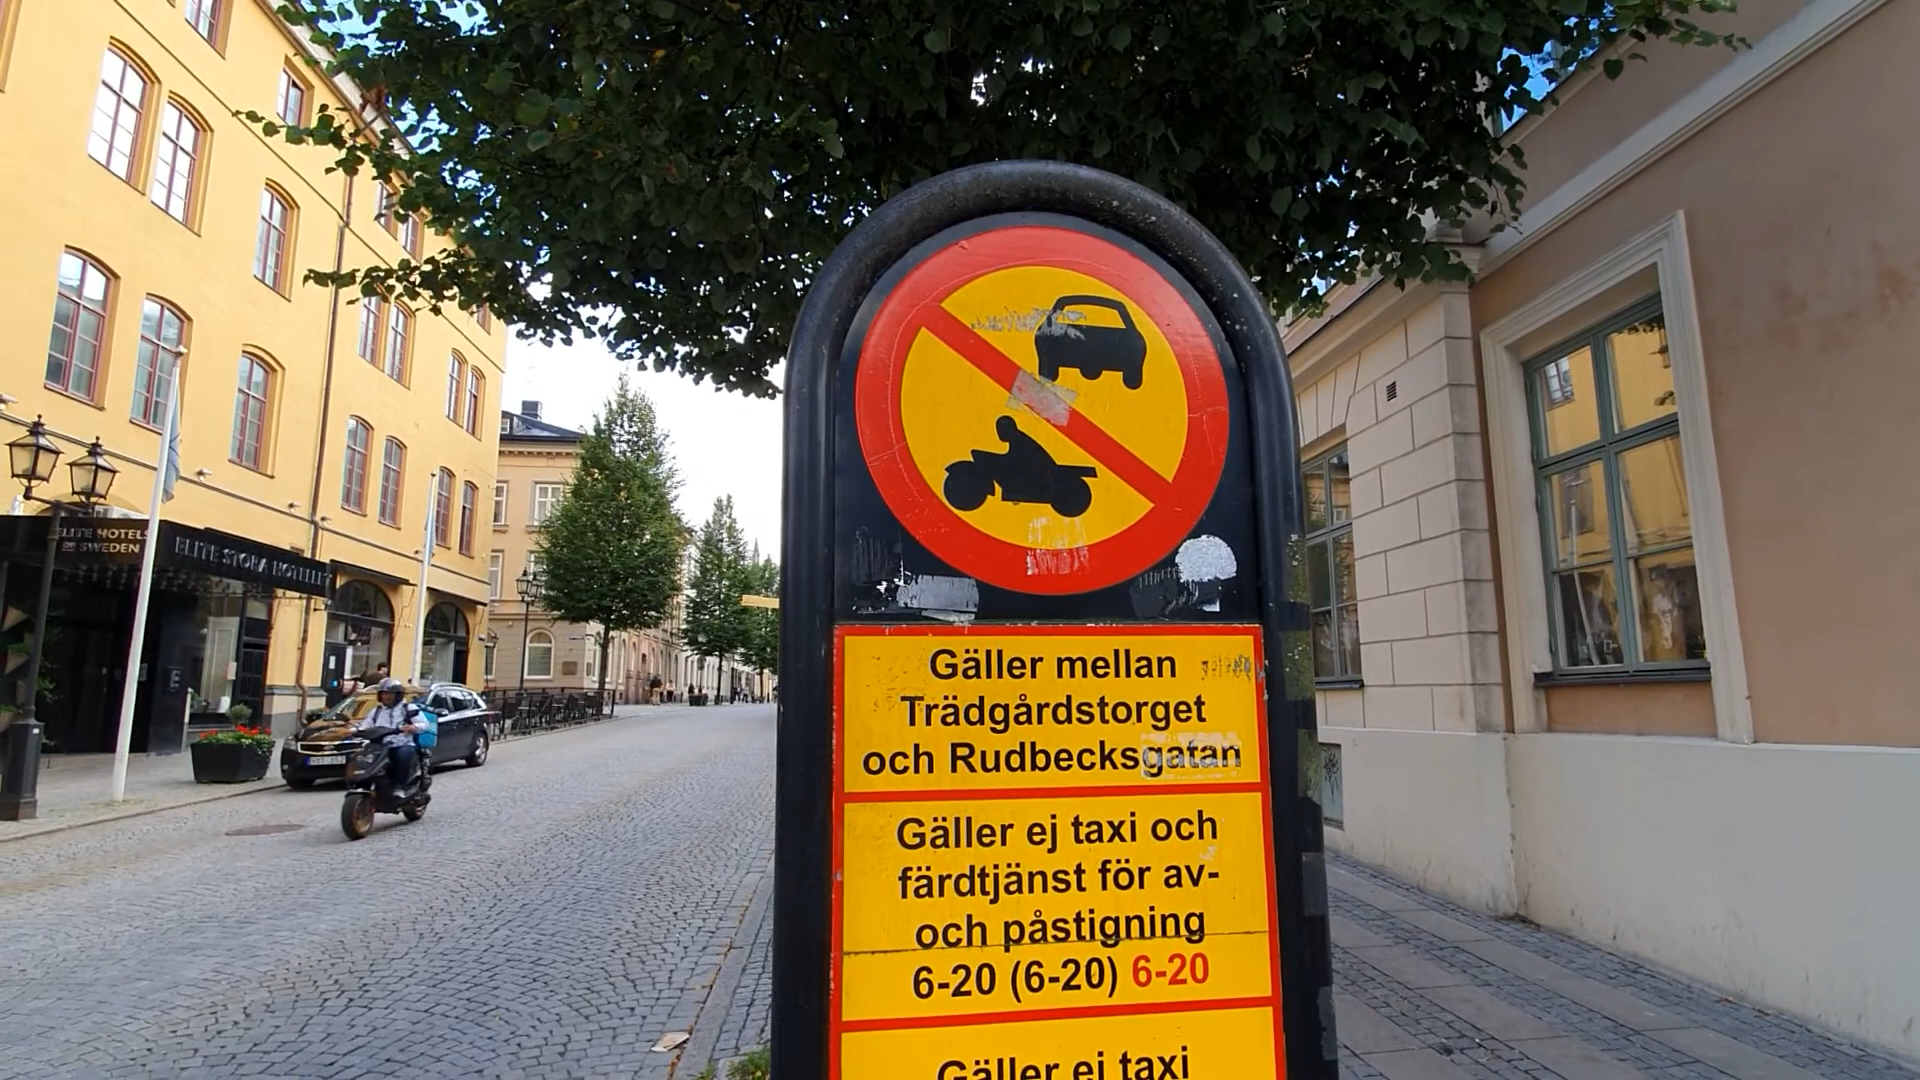 ELITE HOTELS
OF SWEDEN
ELITE STORA HOTELLET
Gäller mellan
Trädgårdstorget
och Rudbecksgatan
Gäller ej taxi och
färdtjänst för av-
och påstigning
6-20 (6-20) 6-20
Gäller ej taxi